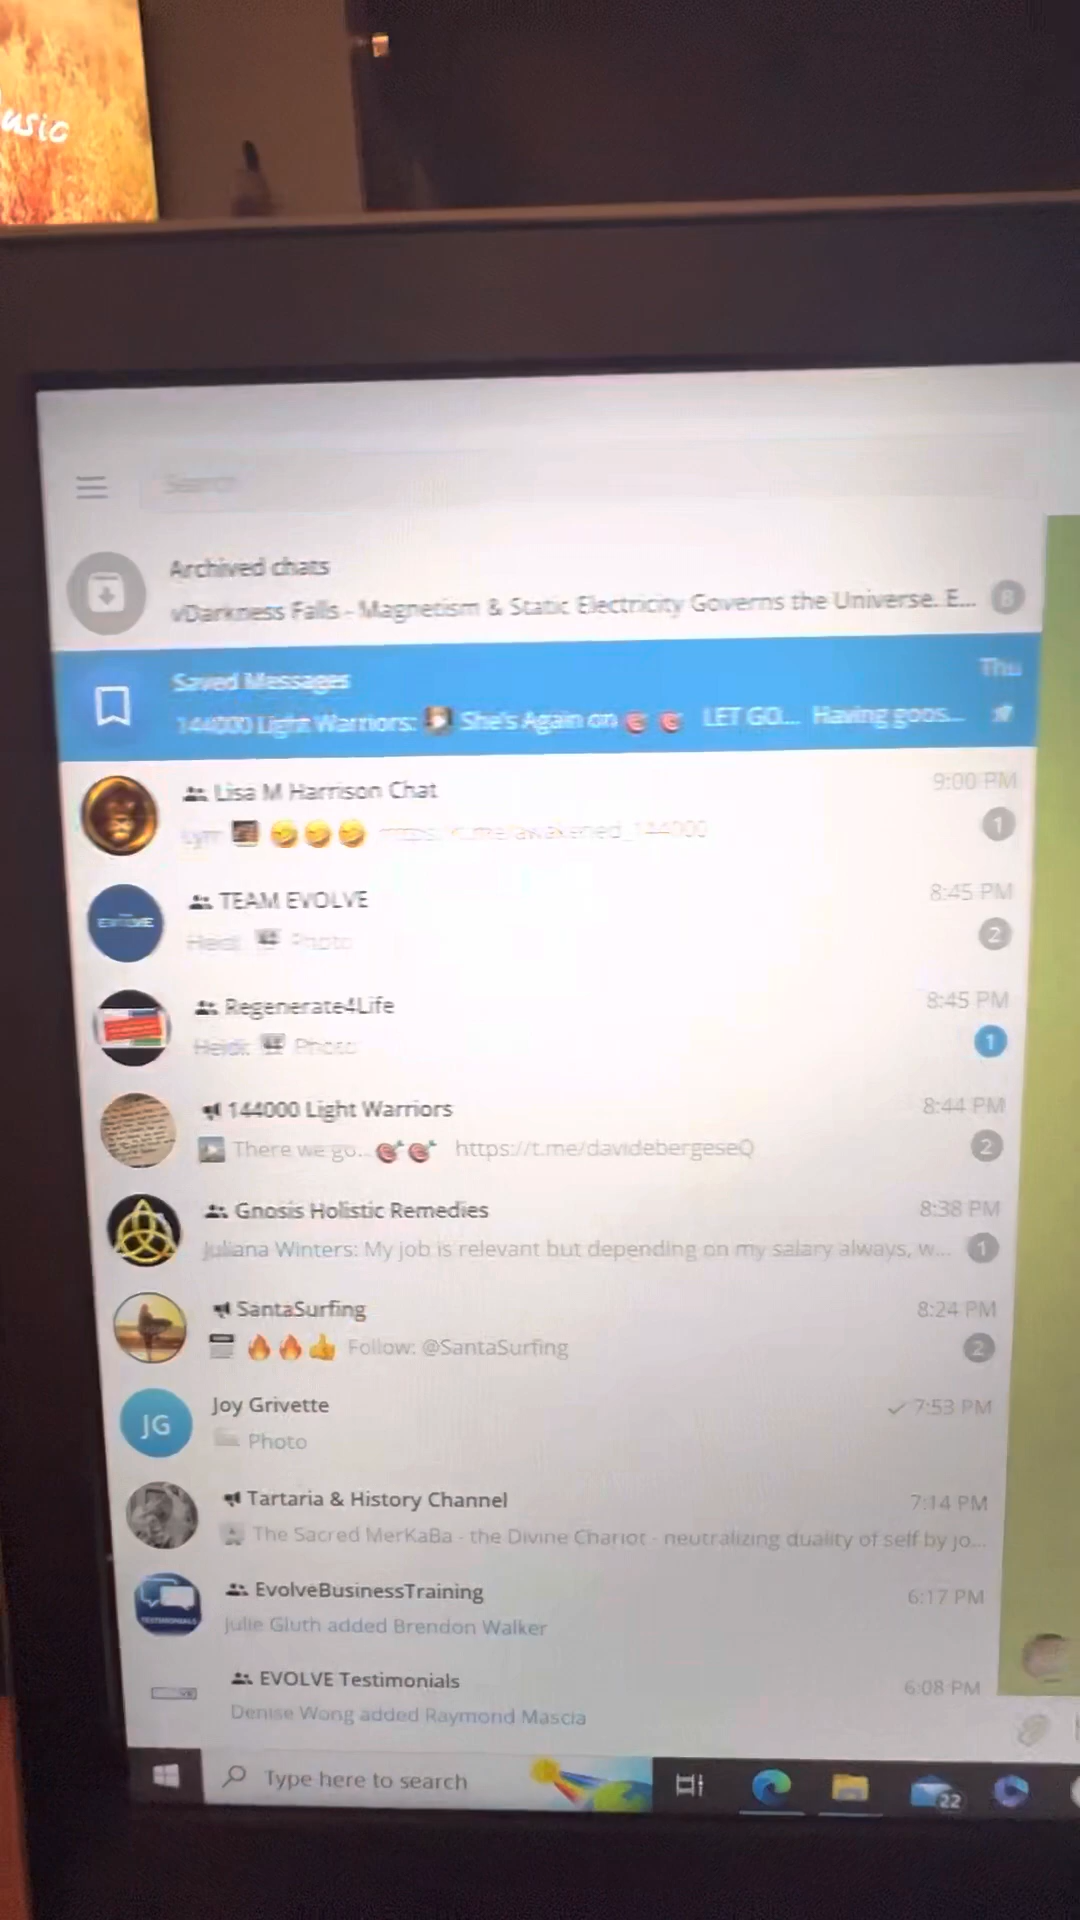 usic
Search
Archived chats
vDarkness Falls - Magnetism & Static Electricity Governs the Universe. E... 8
Saved Messages Thu
144000 Light Warriors: She's Again on LET GO... Having goos...
Lisa M Harrison Chat 9:00 PM
https://t.me/awakened_144000 1
TEAM EVOLVE 8:45 PM
EVOLVE
Heidi: Photo 2
Regenerate4Life 8:45 PM
Heidi: Photo 1
144000 Light Warriors 8:44 PM
There we go... https://t.me/davidebergeseQ 2
Gnosis Holistic Remedies 8:38 PM
Juliana Winters: My job is relevant but depending on my salary always, w... 1
SantaSurfing 8:24 PM
Follow: @SantaSurfing 2
Joy Grivette 7:53 PM
JG
Photo
Tartaria & History Channel 7:14 PM
The Sacred MerKaBa - the Divine Chariot - neutralizing duality of self by jo...
EvolveBusinessTraining 6:17 PM
TESTIMONIALS
Julie Gluth added Brendon Walker
EVOLVE Testimonials 6:08 PM
Denise Wong added Raymond Mascia
Type here to search
22